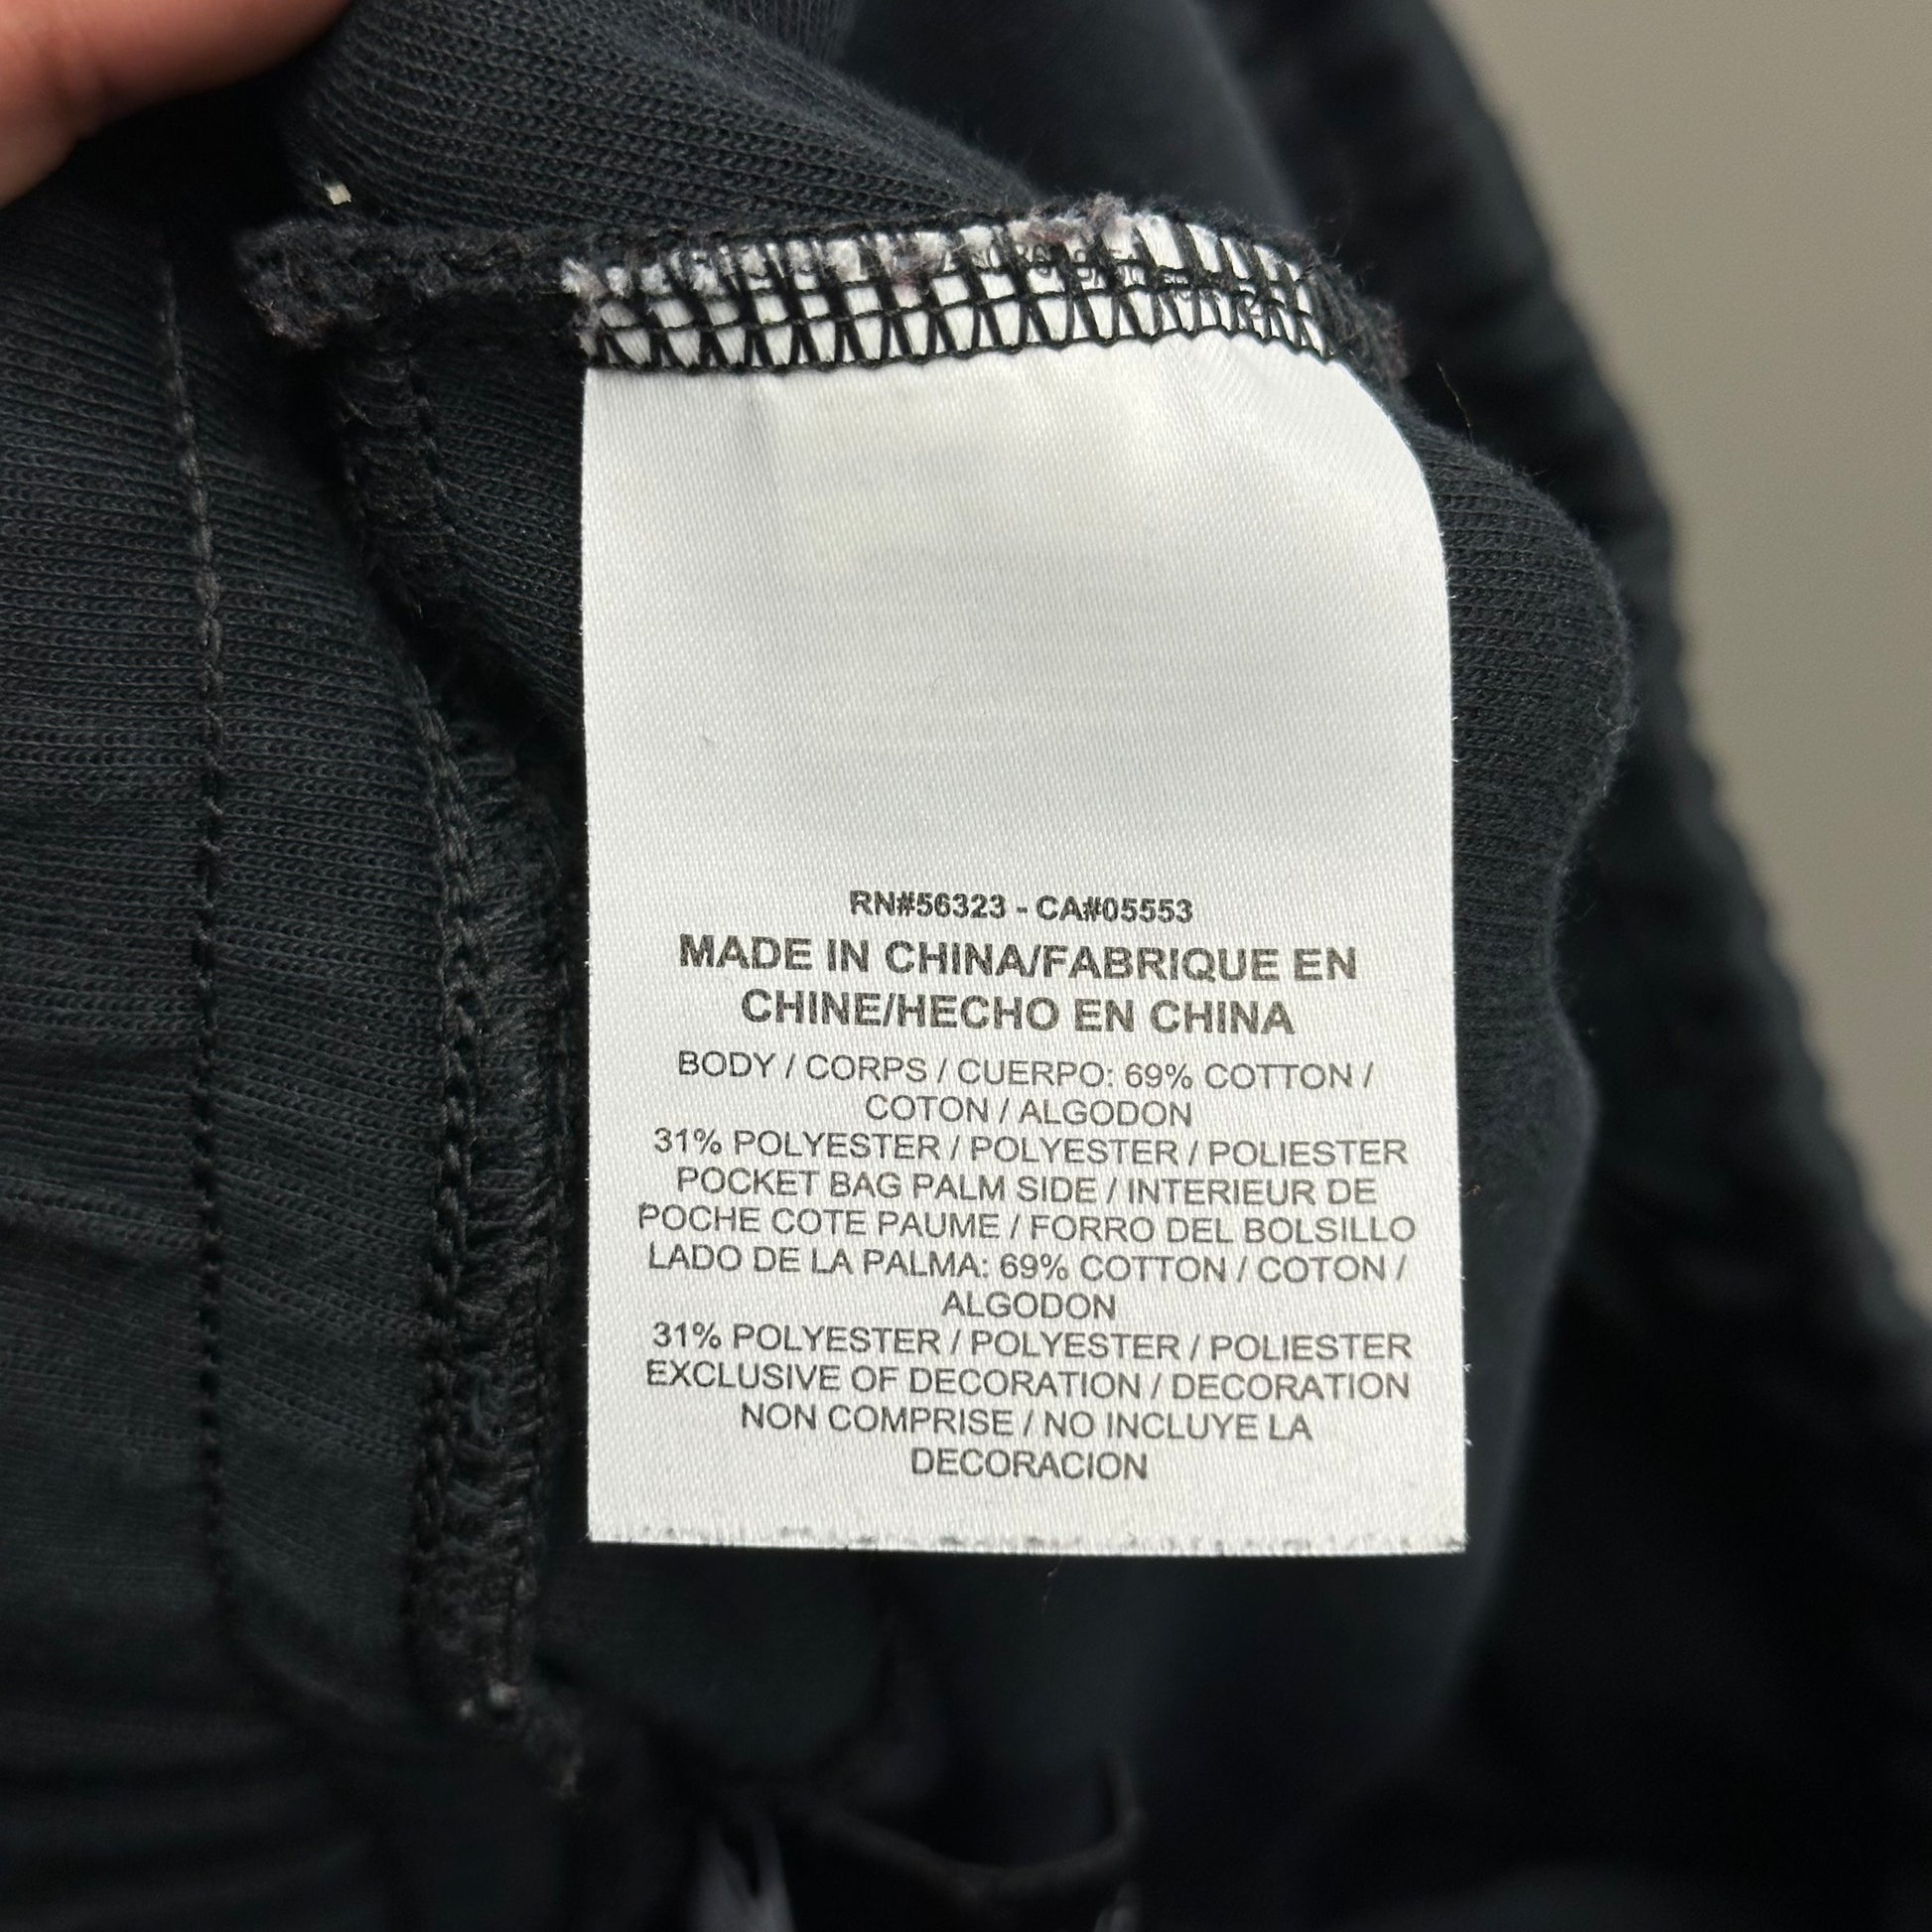 RN#56323 - CA#05553
MADE IN CHINA/FABRIQUE EN
CHINE/HECHO EN CHINA
BODY / CORPS / CUERPO: 69% COTTON /
COTON / ALGODON
31% POLYESTER / POLYESTER / POLIESTER
POCKET BAG PALM SIDE / INTERIEUR DE
POCHE COTE PAUME / FORRO DEL BOLSILLO
LADO DE LA PALMA: 69% COTTON / COTON /
ALGODON
31% POLYESTER / POLYESTER / POLIESTER
EXCLUSIVE OF DECORATION / DECORATION
NON COMPRISE / NO INCLUYE LA
DECORACION